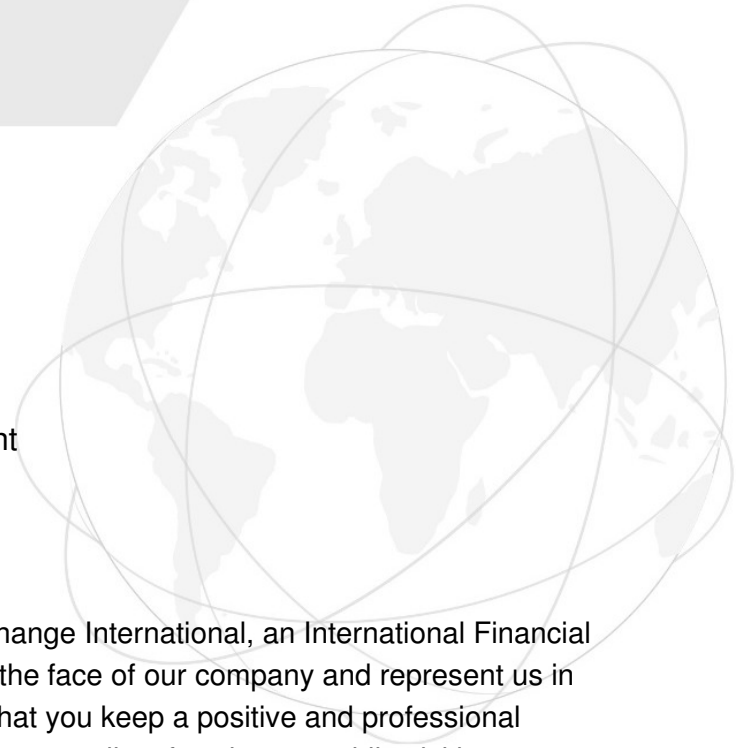 nt
hange International, an International Financial
the face of our company and represent us in
hat you keep a positive and professional